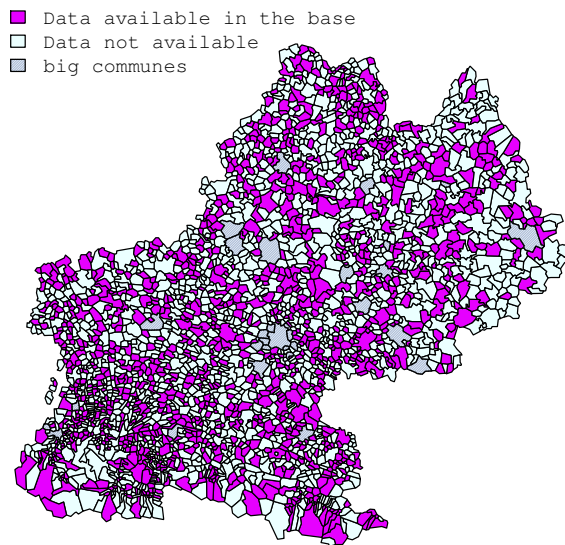 Data available in the base
Data not available
big communes